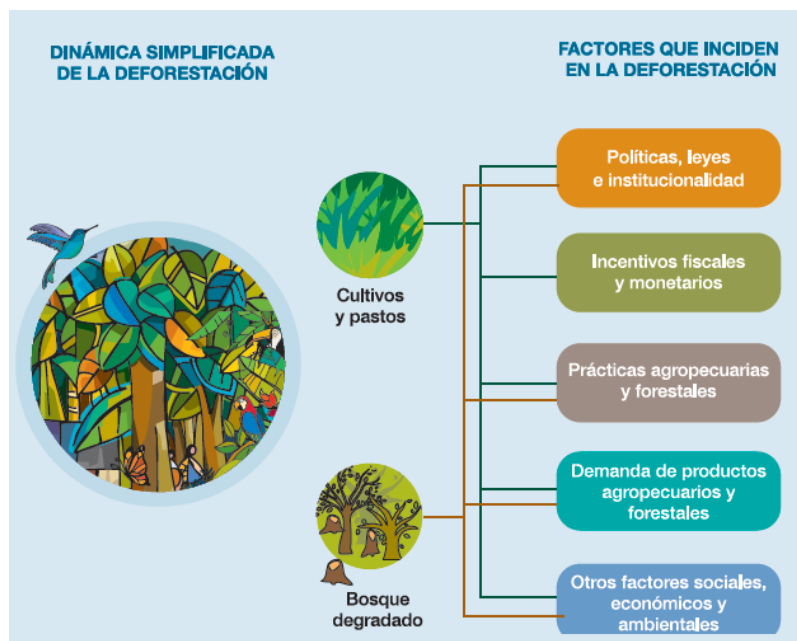 DINÁMICA SIMPLIFICADA
DE LA DEFORESTACIÓN
FACTORES QUE INCIDEN
EN LA DEFORESTACIÓN
Cultivos
y pastos
Bosque
degradado
Políticas, leyes
e institucionalidad
Incentivos fiscales
y monetarios
Prácticas agropecuarias
y forestales
Demanda de productos
agropecuarios y
forestales
Otros factores sociales,
económicos y
ambientales